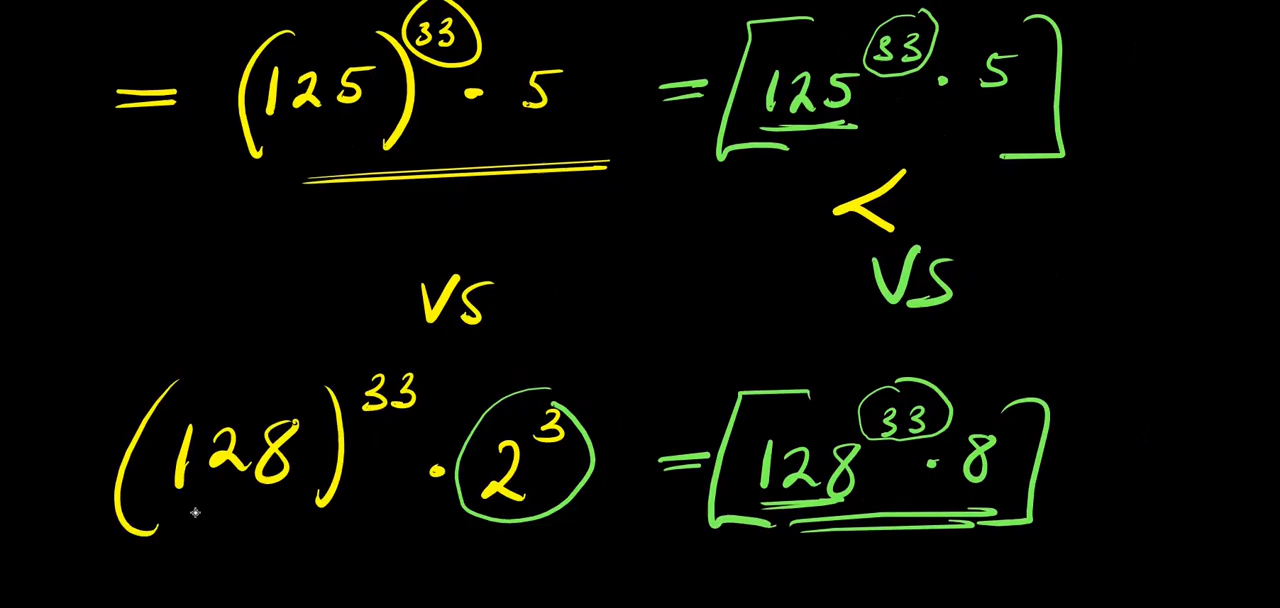 = (125)^33 · 5 = [125^33 · 5]
<
vs vs
(128)^33 · 2^3 = [128^33 · 8]